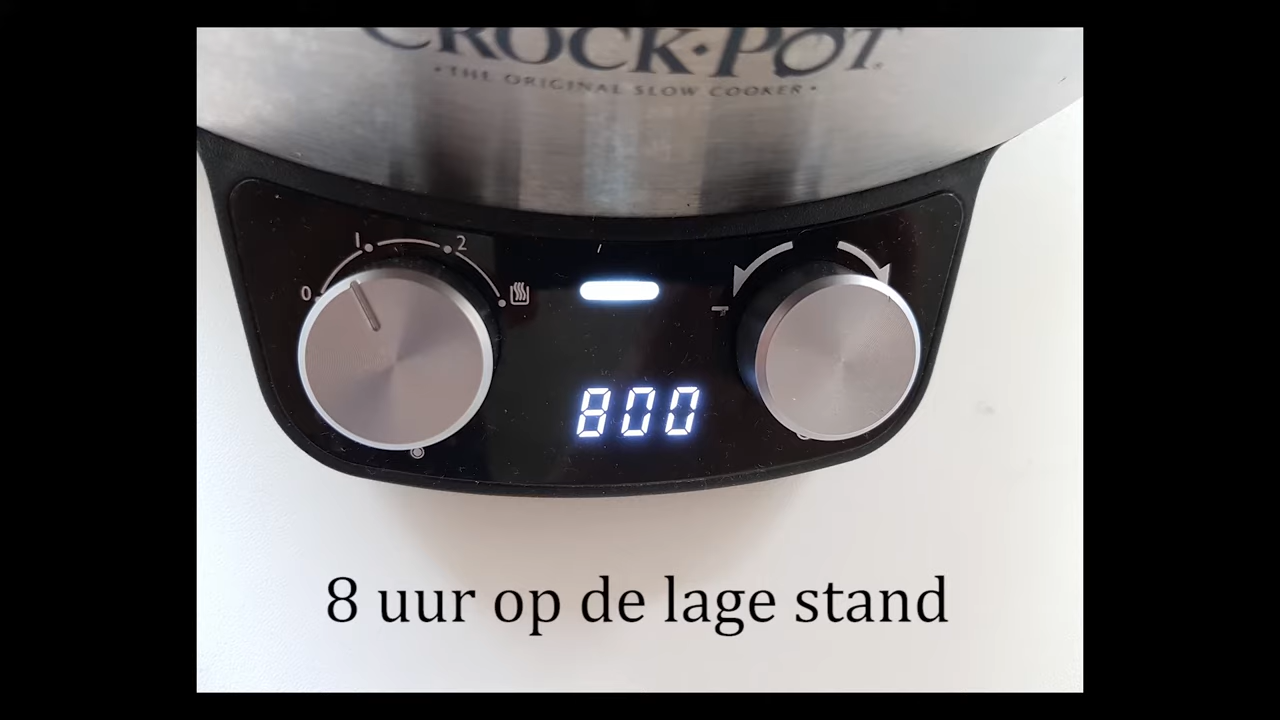 CROCK•POT®
•THE ORIGINAL SLOW COOKER•
0 1 2
800
8 uur op de lage stand